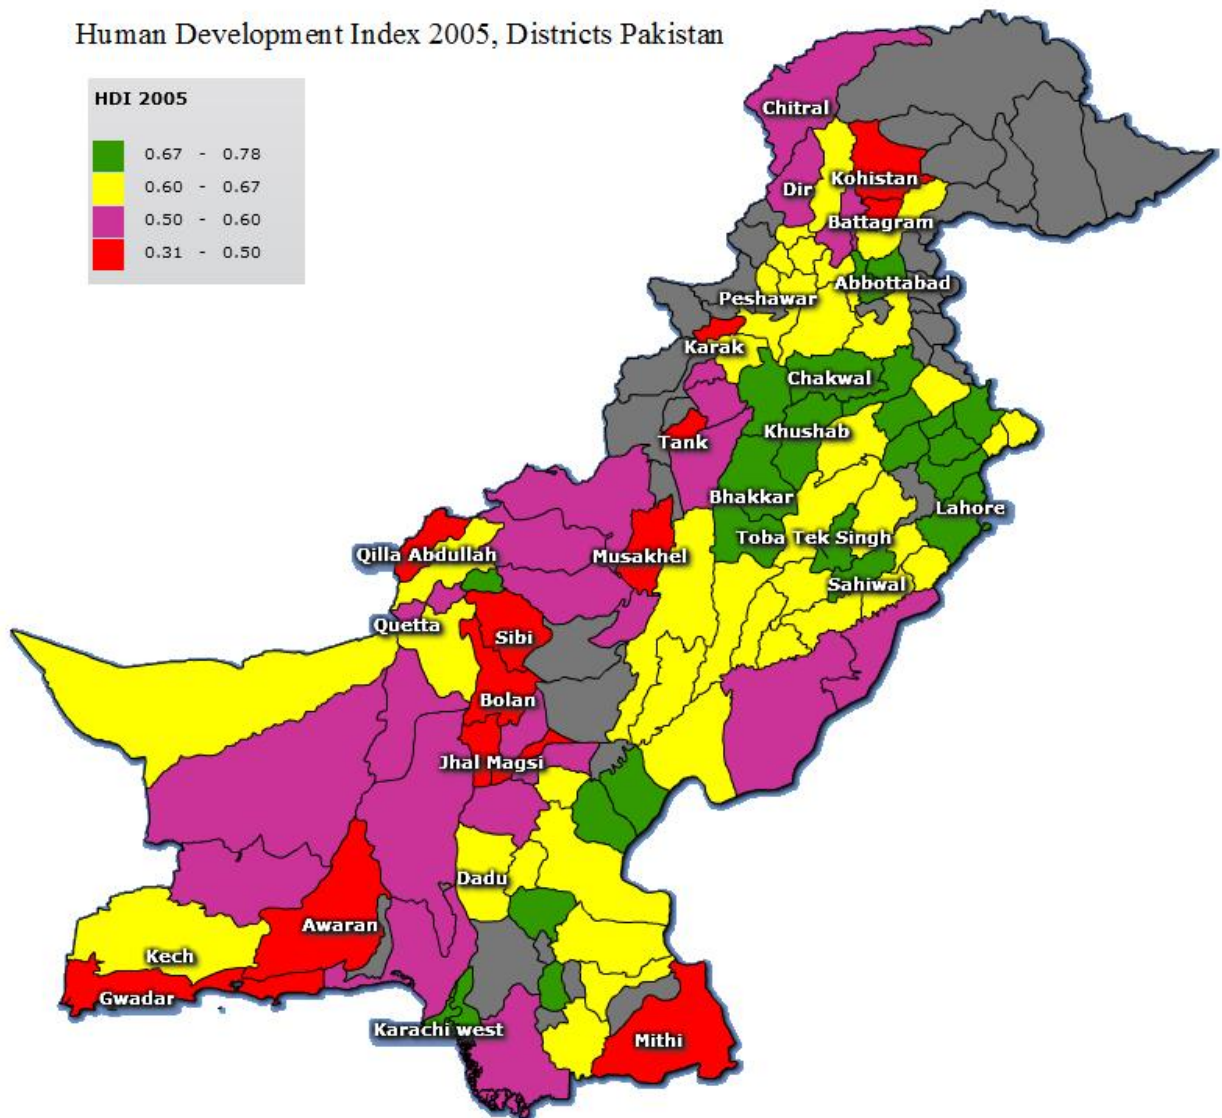 Human Development Index 2005, Districts Pakistan
HDI 2005
0.67 - 0.78
0.60 - 0.67
0.50 - 0.60
0.31 - 0.50
Chitral
Kohistan
Dir
Battagram
Abbottabad
Peshawar
Karak
Chakwal
Khushab
Tank
Bhakkar
Lahore
Toba Tek Singh
Qilla Abdullah
Musakhel
Sahiwal
Quetta
Sibi
Bolan
Jhal Magsi
Dadu
Awaran
Kech
Gwadar
Karachi west
Mithi